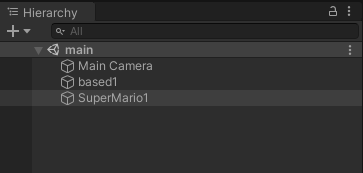 Hierarchy
All
main
Main Camera
based1
SuperMario1